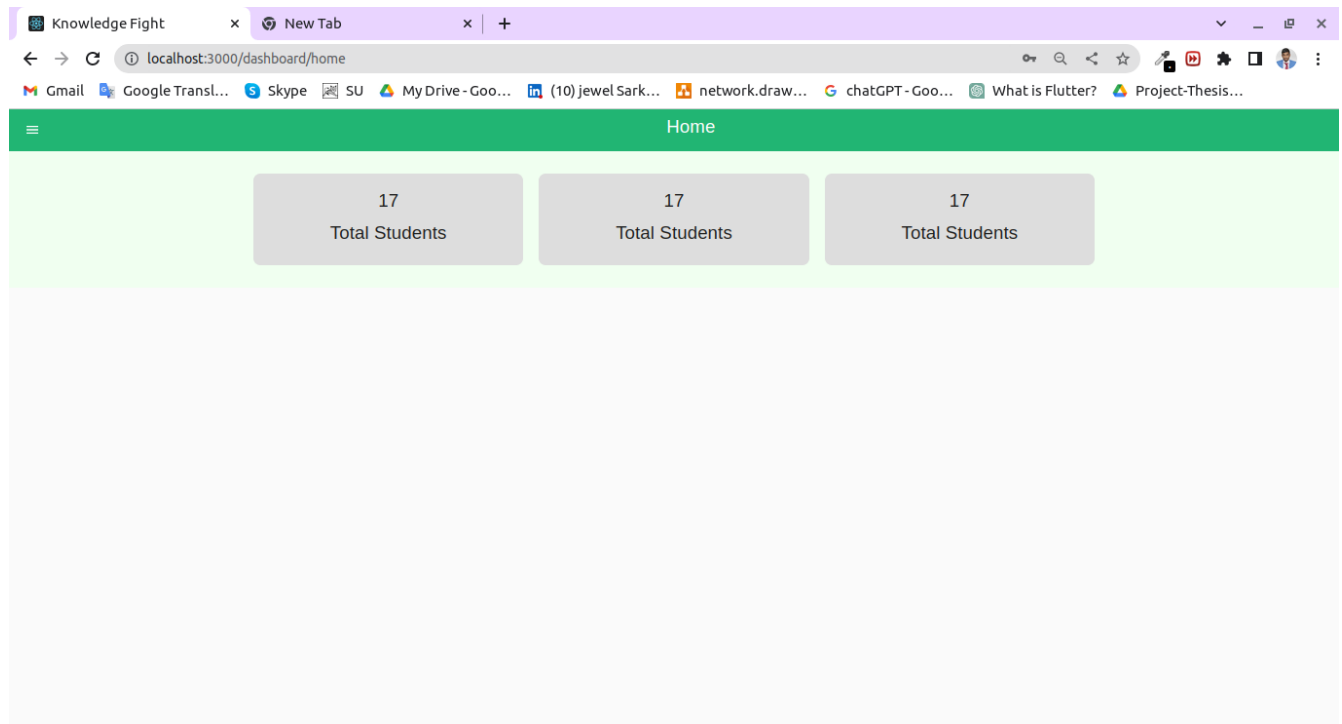 Knowledge Fight New Tab
localhost:3000/dashboard/home
Gmail Google Transl... Skype SU My Drive - Goo... (10) jewel Sark... network.draw... chatGPT - Goo... What is Flutter? Project-Thesis...
Home
17 17 17
Total Students Total Students Total Students